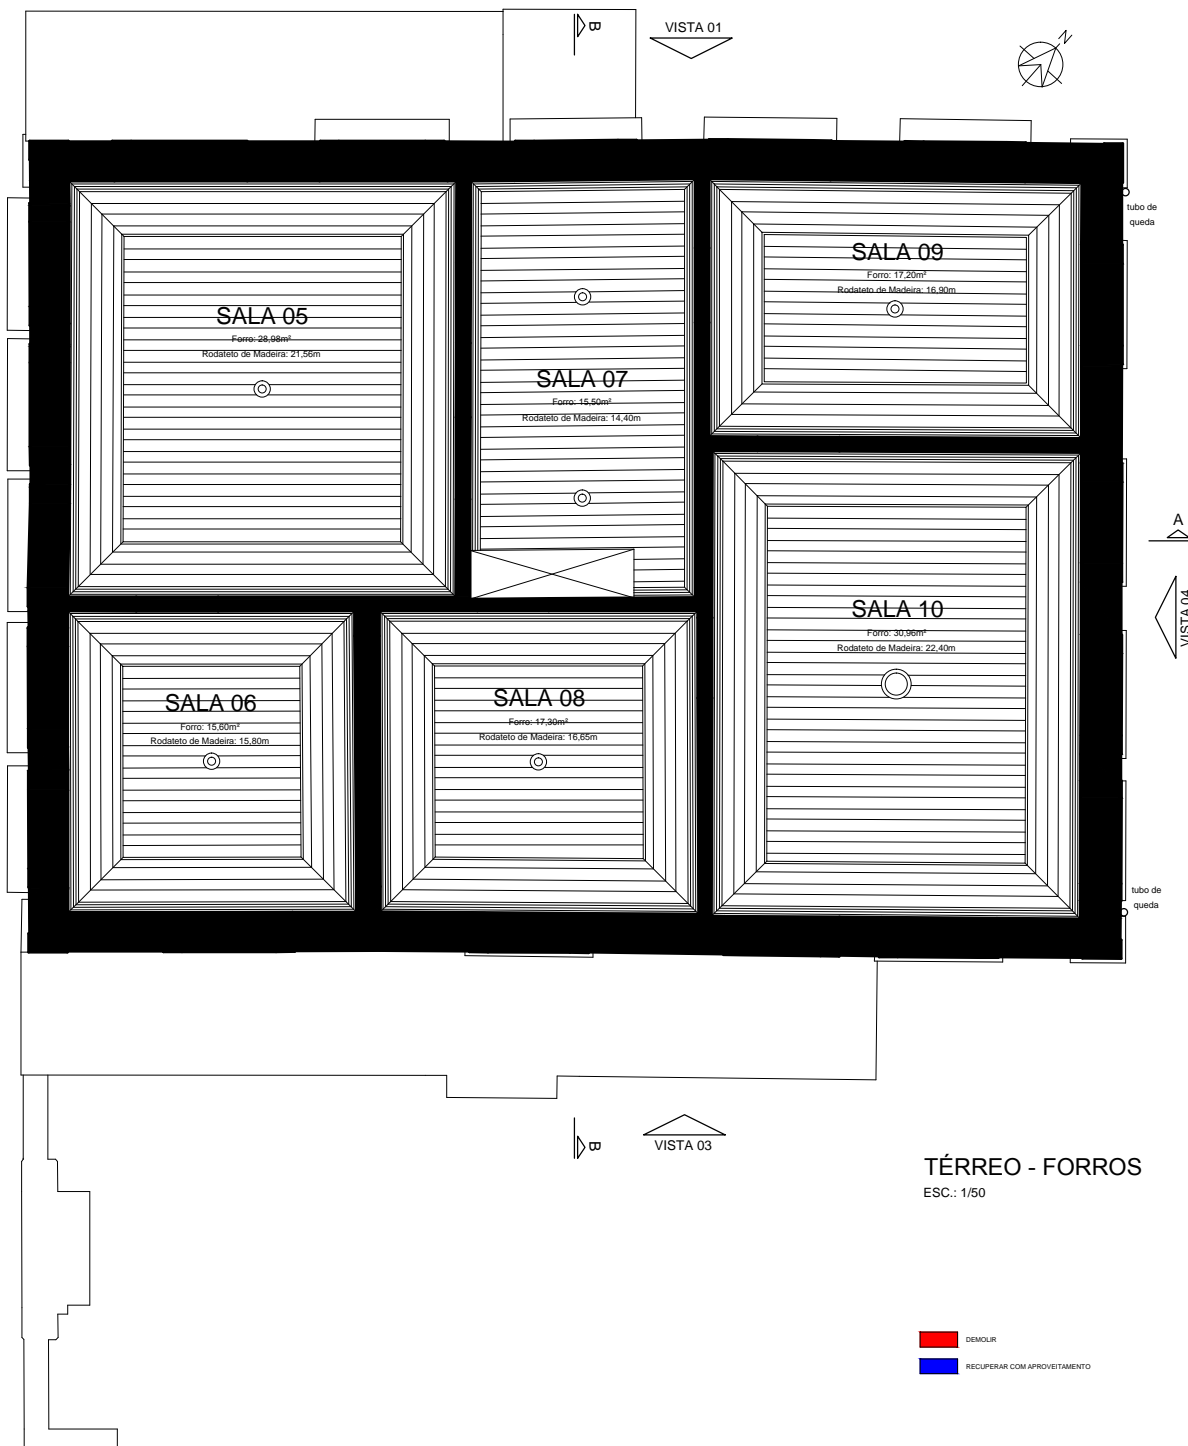 B
VISTA 01
N
tubo de
queda
SALA 05
Forro: 28,98m²
Rodateto de Madeira: 21,56m
SALA 07
Forro: 15,50m²
Rodateto de Madeira: 14,40m
SALA 09
Forro: 17,20m²
Rodateto de Madeira: 16,90m
A
VISTA 04
SALA 06
Forro: 15,60m²
Rodateto de Madeira: 15,80m
SALA 08
Forro: 17,30m²
Rodateto de Madeira: 16,65m
SALA 10
Forro: 30,96m²
Rodateto de Madeira: 22,40m
tubo de
queda
B
VISTA 03
TÉRREO - FORROS
ESC.: 1/50
DEMOLIR
RECUPERAR COM APROVEITAMENTO